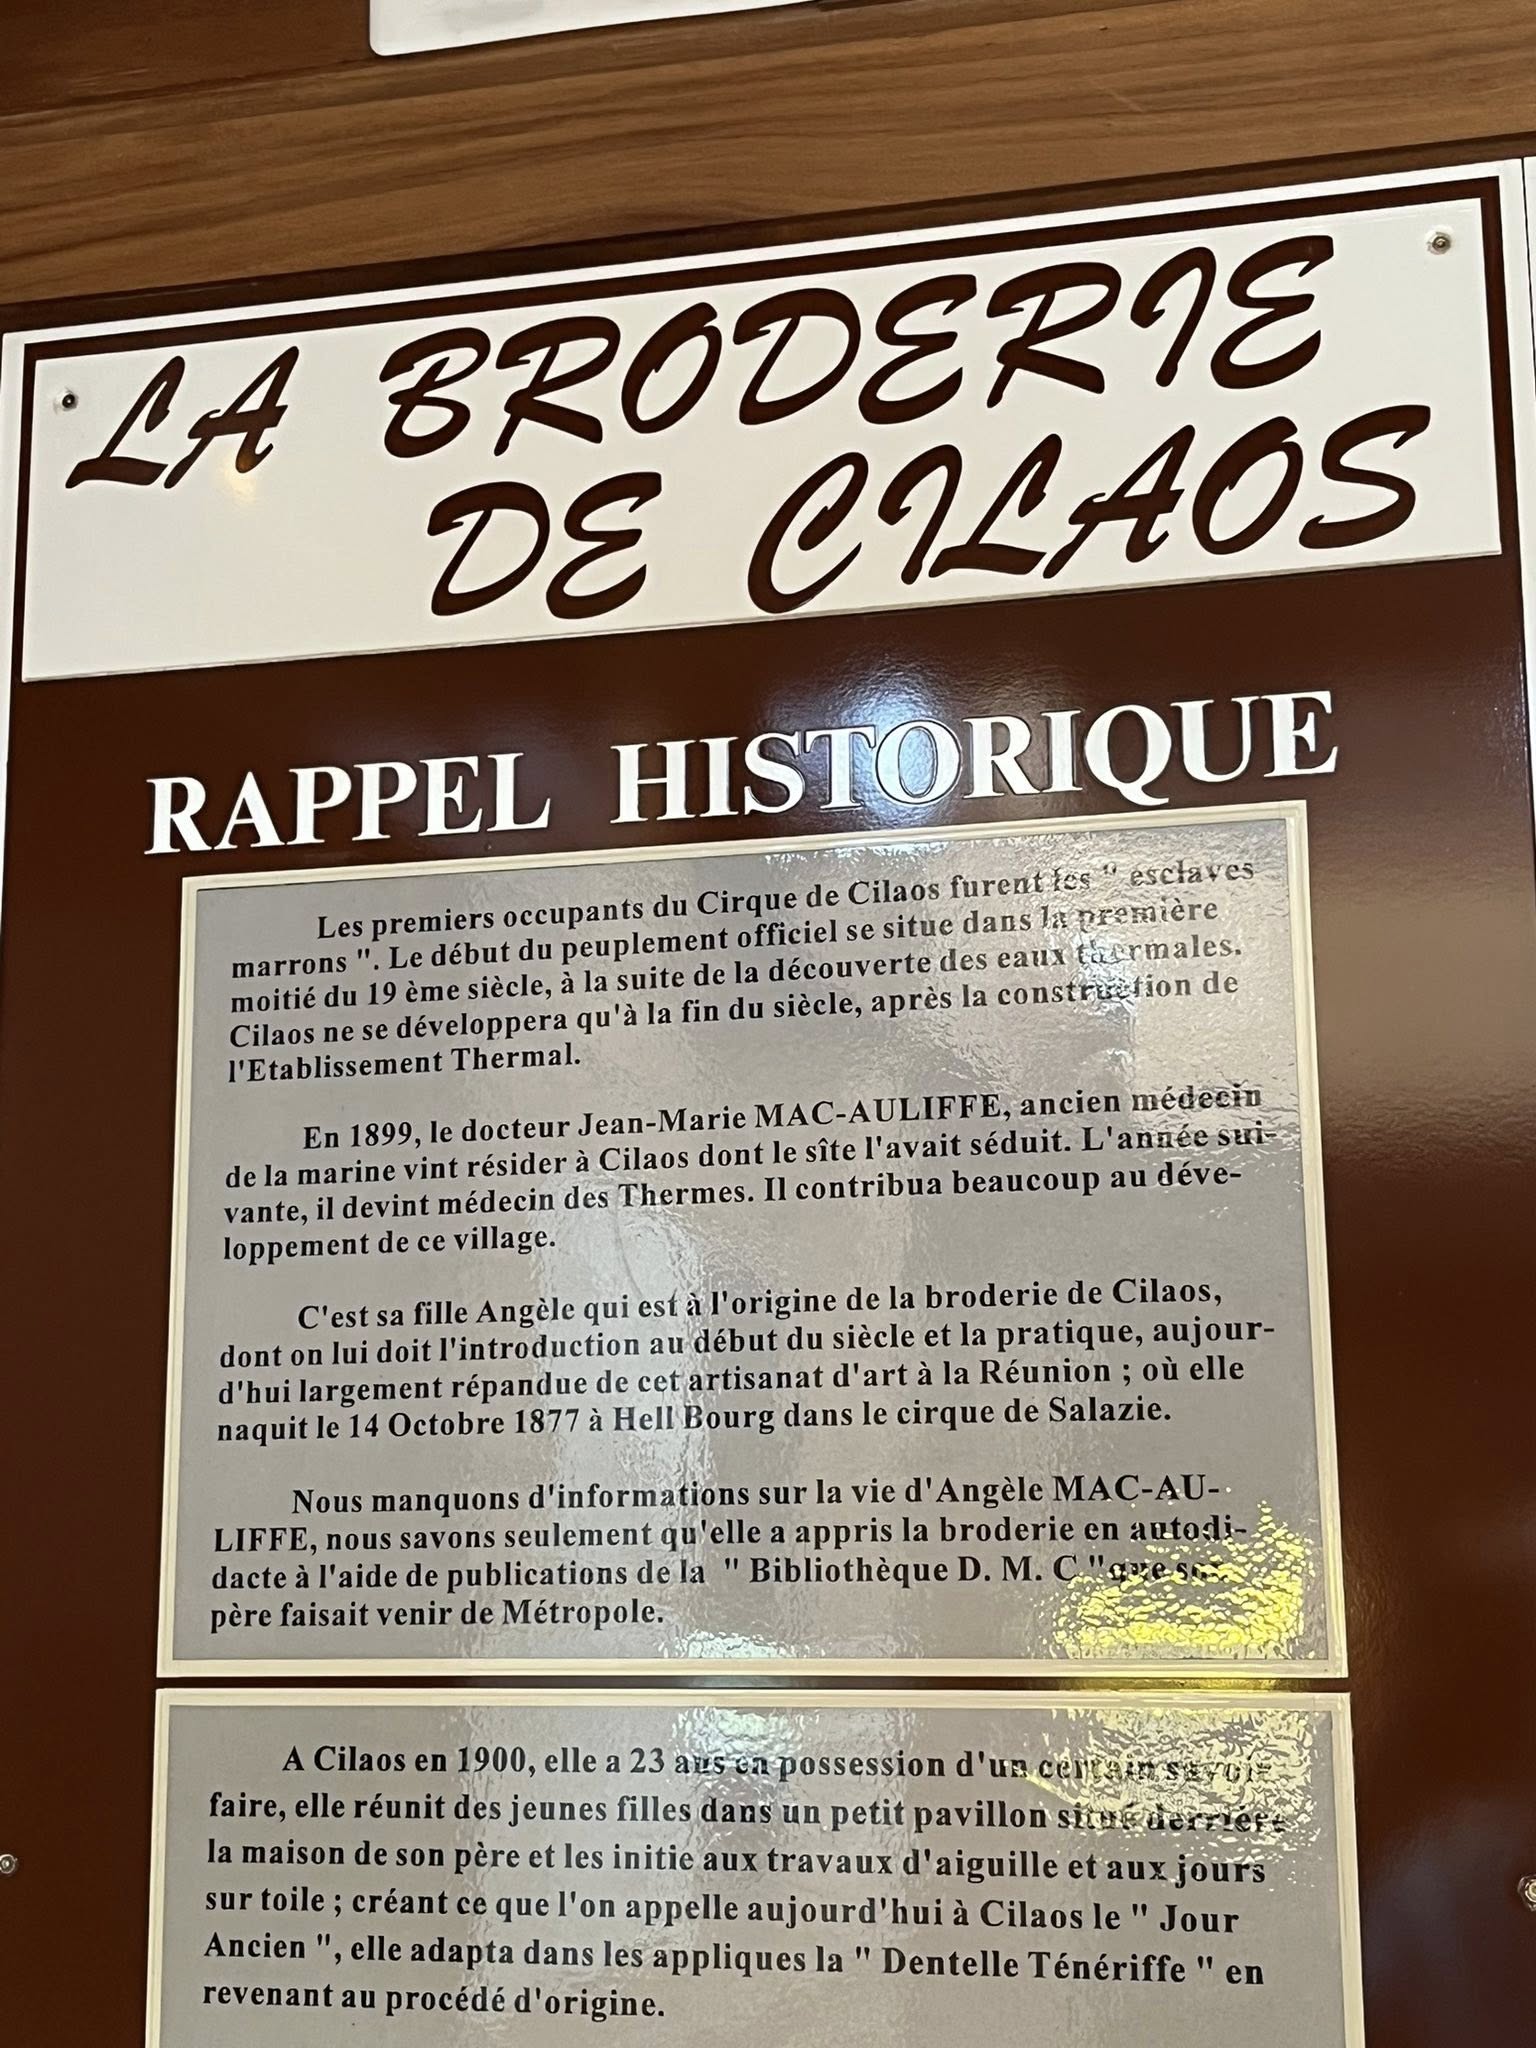 LA BRODERIE
DE CILAOS
RAPPEL HISTORIQUE
Les premiers occupants du Cirque de Cilaos furent les " esclaves
marrons ". Le début du peuplement officiel se situe dans la première
moitié du 19 ème siècle, à la suite de la découverte des eaux thermales.
Cilaos ne se développera qu'à la fin du siècle, après la construction de
l'Etablissement Thermal.
En 1899, le docteur Jean-Marie MAC-AULIFFE, ancien médecin
de la marine vint résider à Cilaos dont le sîte l'avait séduit. L'année sui-
vante, il devint médecin des Thermes. Il contribua beaucoup au déve-
loppement de ce village.
C'est sa fille Angèle qui est à l'origine de la broderie de Cilaos,
dont on lui doit l'introduction au début du siècle et la pratique, aujour-
d'hui largement répandue de cet artisanat d'art à la Réunion ; où elle
naquit le 14 Octobre 1877 à Hell Bourg dans le cirque de Salazie.
Nous manquons d'informations sur la vie d'Angèle MAC-AU-
LIFFE, nous savons seulement qu'elle a appris la broderie en autodi-
dacte à l'aide de publications de la " Bibliothèque D. M. C "que son
père faisait venir de Métropole.
A Cilaos en 1900, elle a 23 ans en possession d'un certain savoir-
faire, elle réunit des jeunes filles dans un petit pavillon situé derrière
la maison de son père et les initie aux travaux d'aiguille et aux jours
sur toile ; créant ce que l'on appelle aujourd'hui à Cilaos le " Jour
Ancien ", elle adapta dans les appliques la " Dentelle Ténériffe " en
revenant au procédé d'origine.